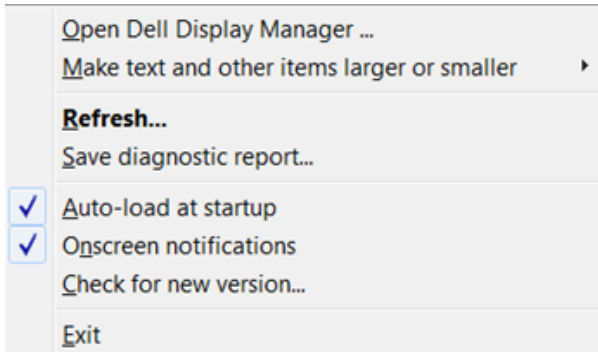 Open Dell Display Manager ...
Make text and other items larger or smaller
Refresh...
Save diagnostic report...
Auto-load at startup
Onscreen notifications
Check for new version...
Exit